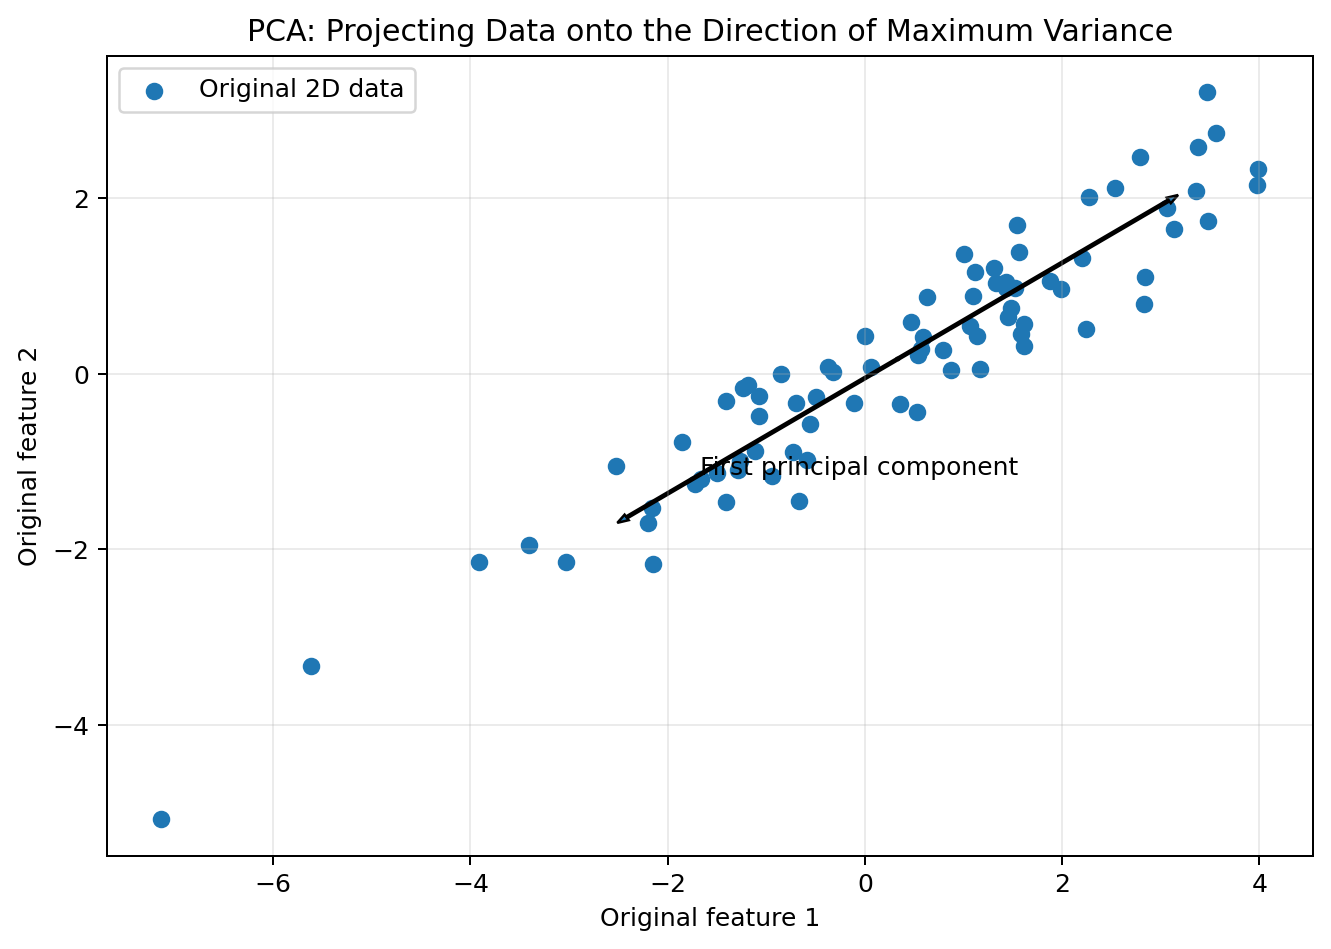 PCA: Projecting Data onto the Direction of Maximum Variance
Original 2D data
2
0
−2
−4
Original feature 2
First principal component
−6 −4 −2 0 2 4
Original feature 1